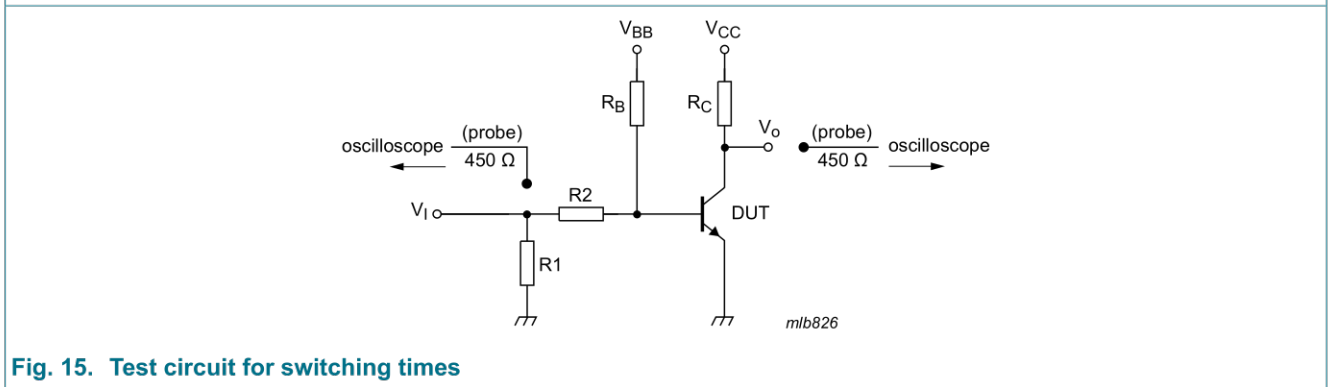 VBB
VCC
RB
RC
Vo
(probe)
450 Ω
oscilloscope
oscilloscope
(probe)
450 Ω
R2
VI
DUT
R1
mlb826
Fig. 15. Test circuit for switching times